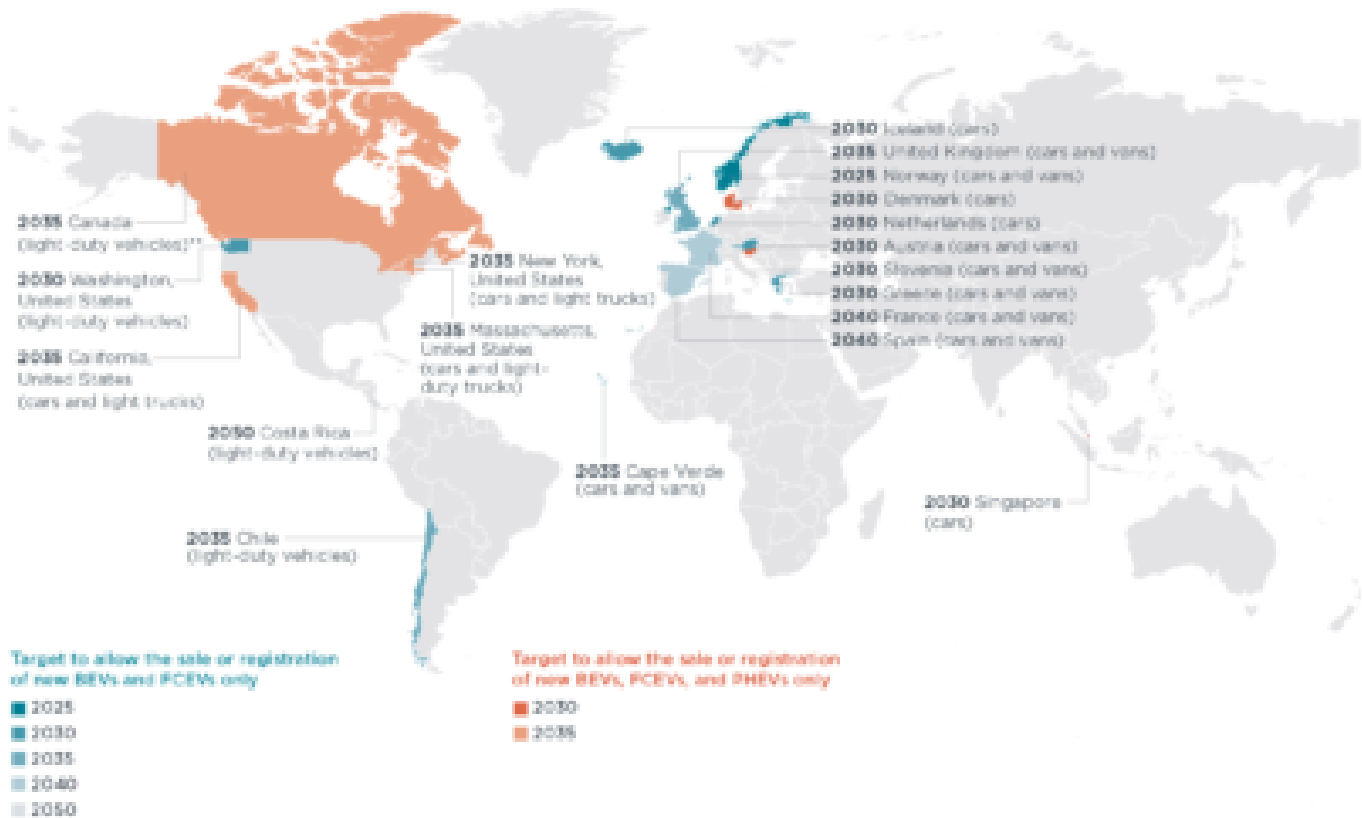 2035 Canada
(light-duty vehicles)**
2030 Washington,
United States
(light-duty vehicles)
2035 California,
United States
(cars and light trucks)
2035 New York,
United States
(cars and light trucks)
2035 Massachusetts,
United States
(cars and light-
duty trucks)
2050 Costa Rica
(light-duty vehicles)
2035 Chile
(light-duty vehicles)
2035 Cape Verde
(cars and vans)
2030 Iceland (cars)
2035 United Kingdom (cars and vans)
2025 Norway (cars and vans)
2030 Denmark (cars)
2030 Netherlands (cars)
2030 Austria (cars and vans)
2030 Slovenia (cars and vans)
2030 Greece (cars and vans)
2040 France (cars and vans)
2040 Spain (cars and vans)
2030 Singapore
(cars)
Target to allow the sale or registration
of new BEVs and FCEVs only
2025
2030
2035
2040
2050
Target to allow the sale or registration
of new BEVs, FCEVs, and PHEVs only
2030
2035